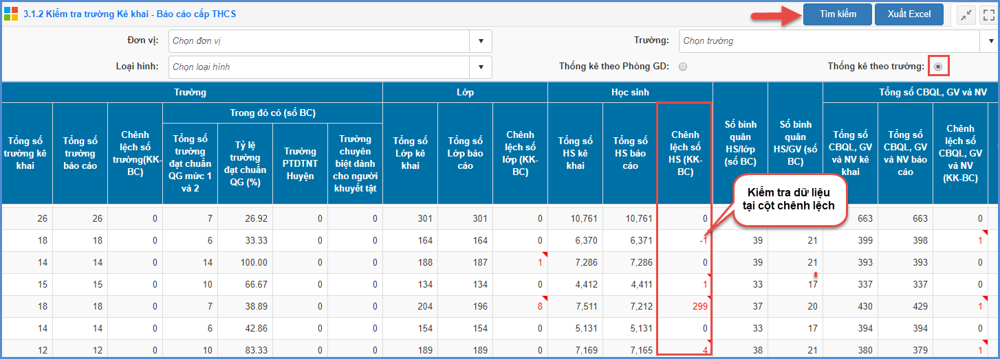 3.1.2 Kiểm tra trường Kê khai - Báo cáo cấp THCS
Tìm kiếm
Xuất Excel
Đơn vị:
Chọn đơn vị
Trường:
Chọn trường
Loại hình:
Chọn loại hình
Thống kê theo Phòng GD:
Thống kê theo trường:
Trường
Lớp
Học sinh
Số bình
quân
HS/lớp
(số BC)
Số bình
quân
HS/GV (số
BC)
Tổng số CBQL, GV và NV
Tổng số
trường kê
khai
Tổng số
trường
báo cáo
Chênh
lệch số
trường(KK-
BC)
Trong đó có (số BC)
Tổng số
trường
đạt chuẩn
QG mức 1
và 2
Tỷ lệ
trường
đạt chuẩn
QG (%)
Trường
PTDTNT
Huyện
Trường
chuyên
biệt dành
cho người
khuyết tật
Tổng số
Lớp kê
khai
Tổng số
Lớp báo
cáo
Chênh
lệch số
lớp (KK-
BC)
Tổng số
HS kê
khai
Tổng số
HS báo
cáo
Chênh
lệch số
HS (KK-
BC)
Tổng số
CBQL, GV
và NV kê
khai
Tổng số
CBQL, GV
và NV báo
cáo
Chênh
lệch số
CBQL, GV
và NV
(KK-BC)
Kiểm tra dữ liệu
tại cột chênh lệch
26 26 0 7 26.92 0 0 301 301 0 10,761 10,761 0 663 663 0
18 18 0 6 33.33 0 0 164 164 0 6,370 6,371 -1 39 21 399 398 1
14 14 0 14 100.00 0 0 188 187 1 7,286 7,286 0 39 21 393 393 0
15 15 0 10 66.67 0 0 134 134 0 4,412 4,411 1 33 17 337 337 0
18 18 0 7 38.89 0 0 204 196 8 7,511 7,212 299 37 20 430 429 1
14 14 0 6 42.86 0 0 154 154 0 5,131 5,131 0 33 17 394 394 0
12 12 0 10 83.33 0 0 189 189 0 7,169 7,165 4 38 21 380 379 1